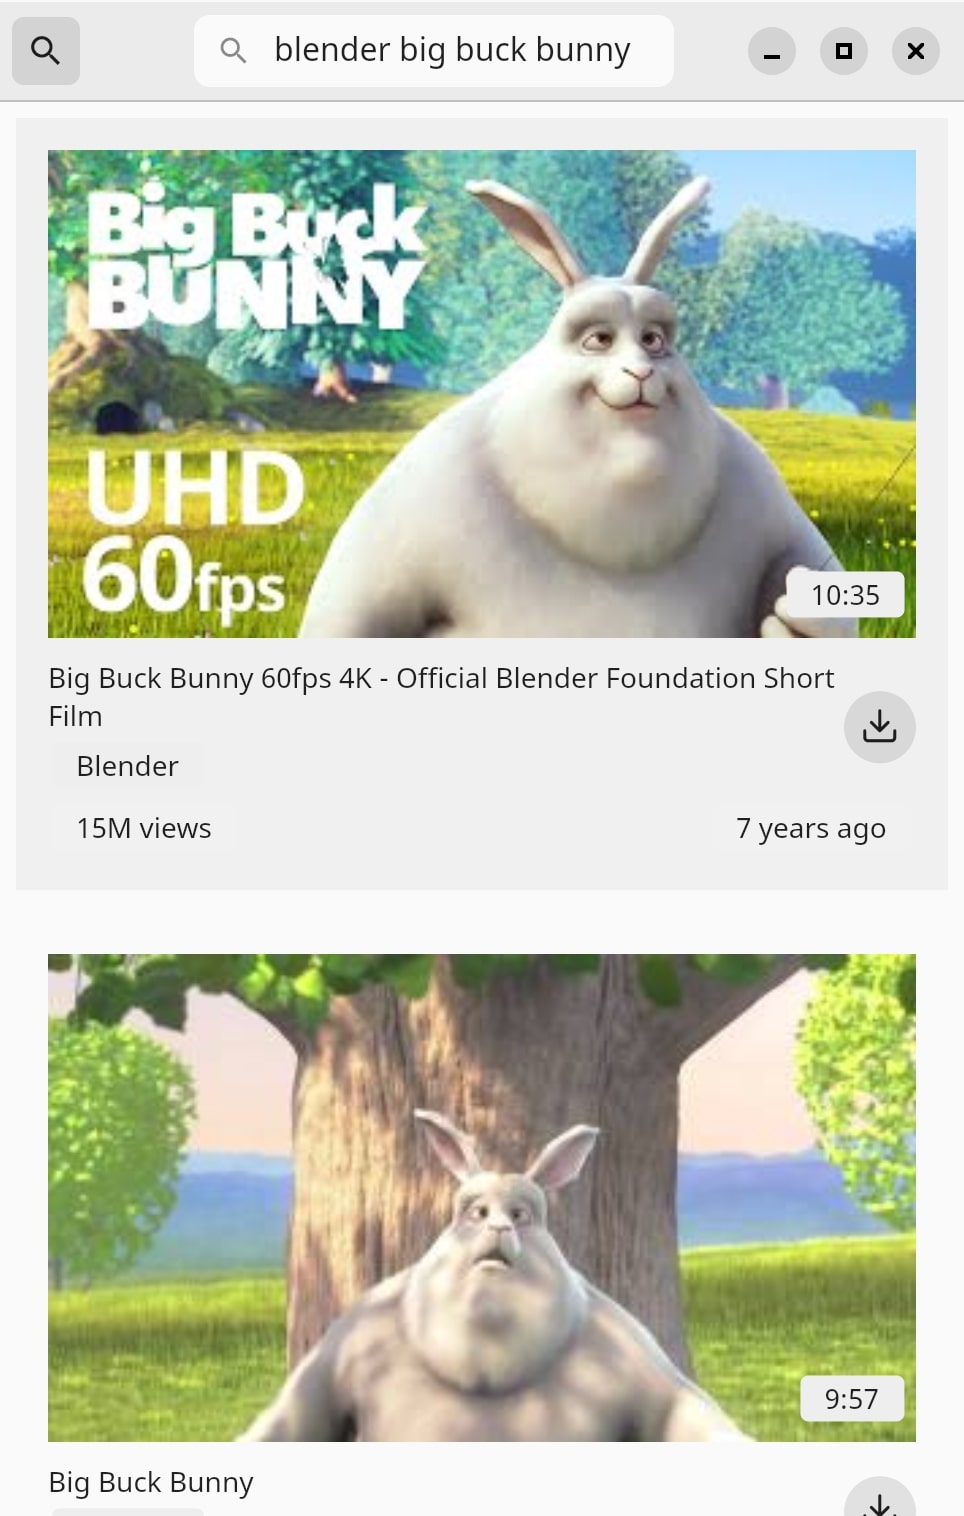 blender big buck bunny
Big Buck
BUNNY
UHD
60fps
10:35
Big Buck Bunny 60fps 4K - Official Blender Foundation Short
Film
Blender
15M views
7 years ago
9:57
Big Buck Bunny